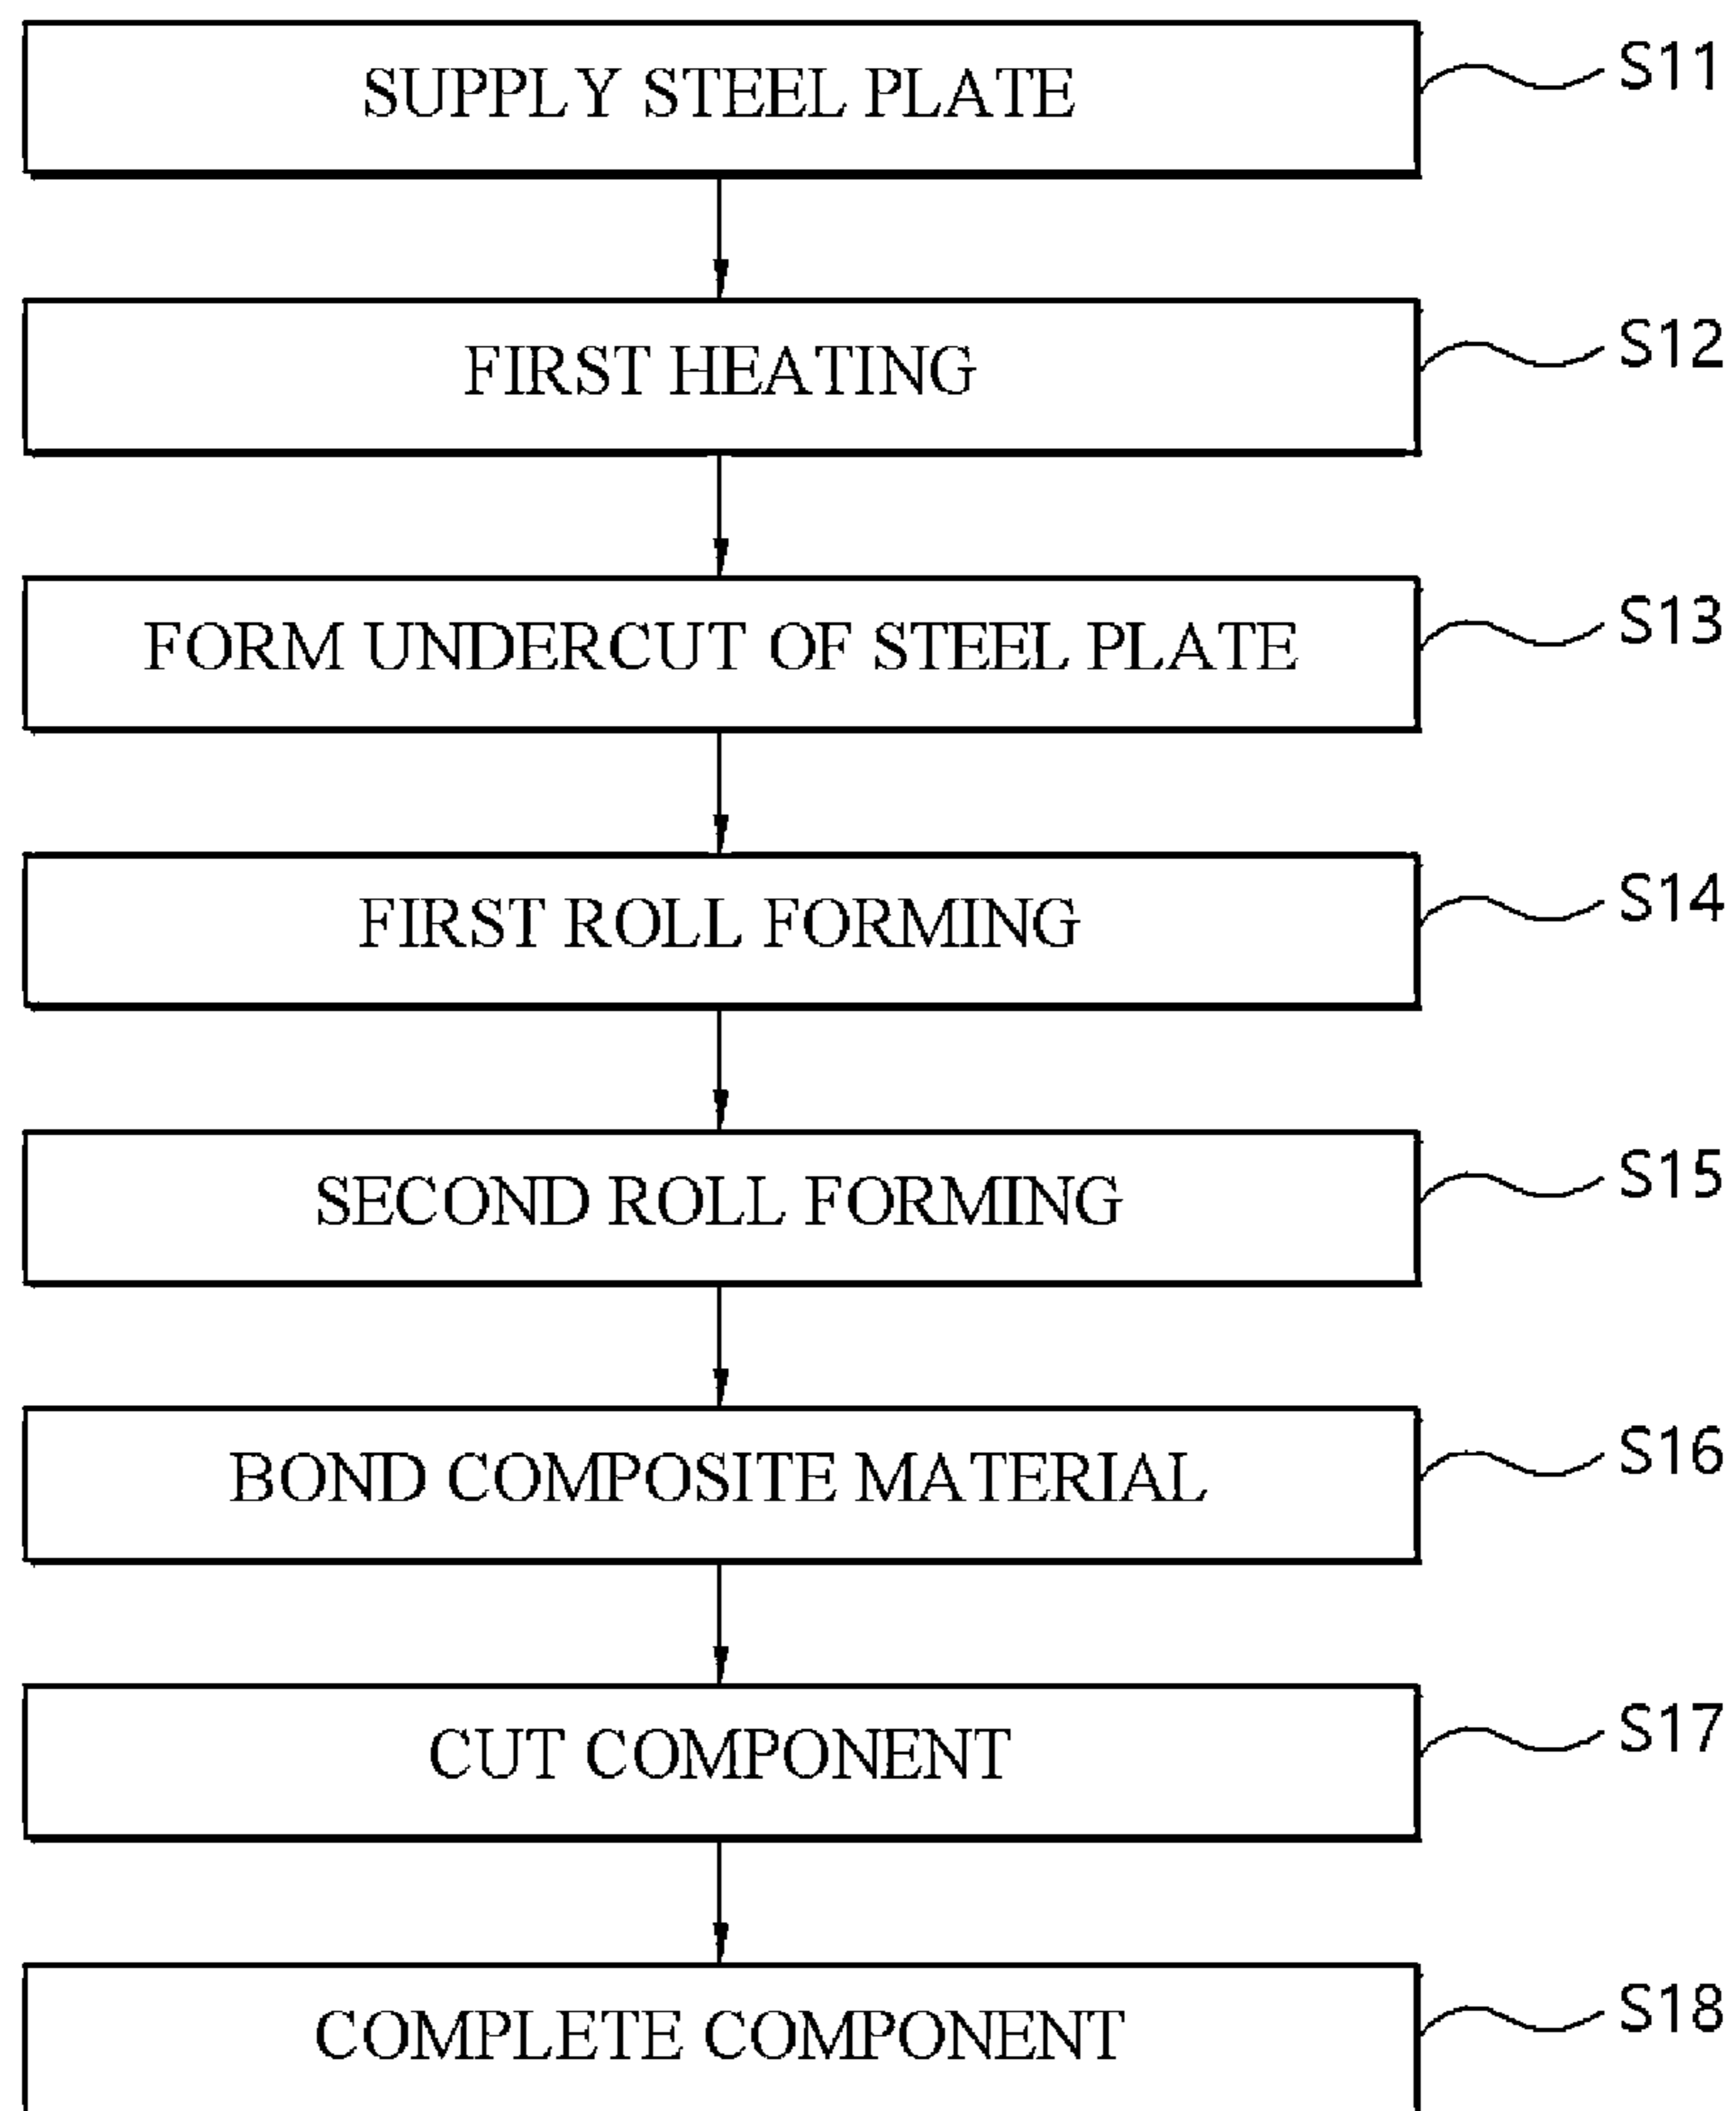 SUPPLY STEEL PLATE S11
FIRST HEATING S12
FORM UNDERCUT OF STEEL PLATE S13
FIRST ROLL FORMING S14
SECOND ROLL FORMING S15
BOND COMPOSITE MATERIAL S16
CUT COMPONENT S17
COMPLETE COMPONENT S18